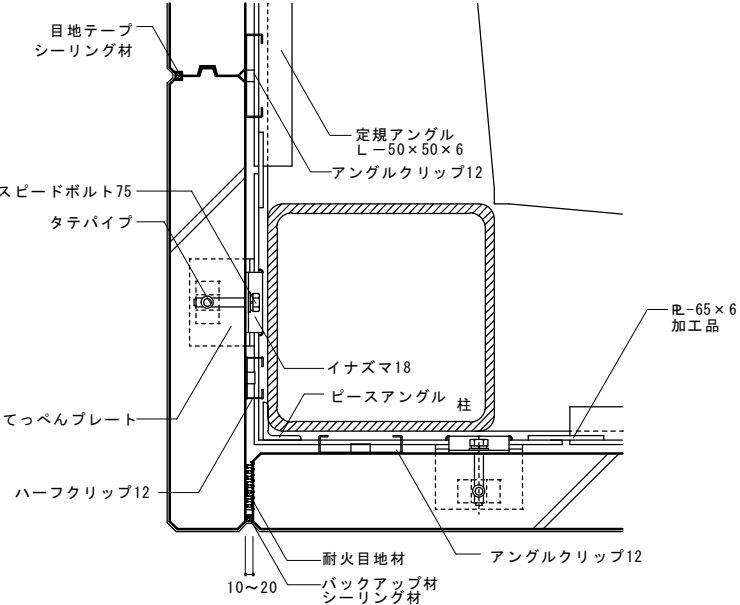 目地テープ
シーリング材
定規アングル
L－50×50×6
アングルクリップ12
スピードボルト75
タテパイプ
PL-65×6
加工品
イナズマ18
ピースアングル
柱
てっぺんプレート
ハーフクリップ12
アングルクリップ12
耐火目地材
10～20
バックアップ材
シーリング材